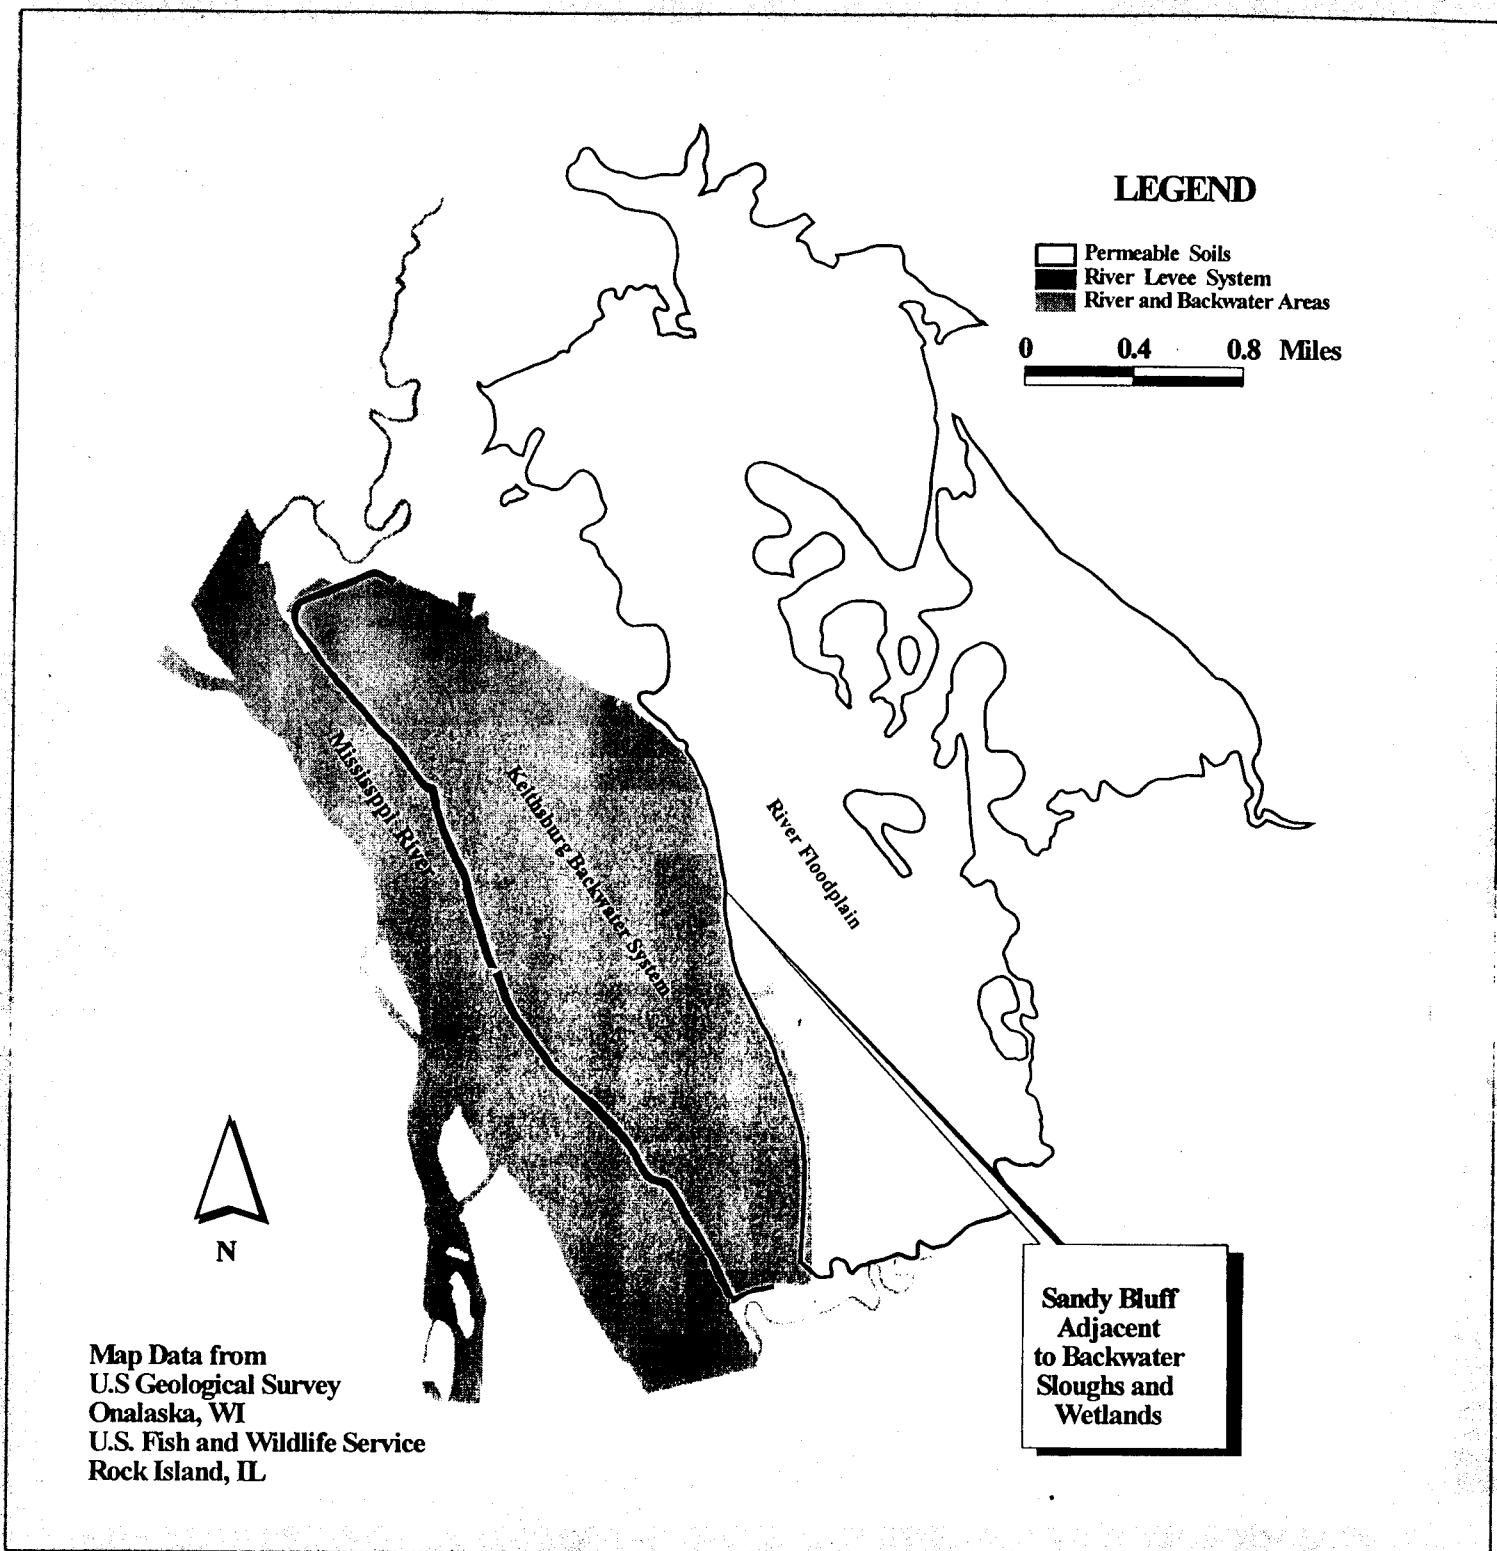 LEGEND
Permeable Soils
River Levee System
River and Backwater Areas
0 0.4 0.8 Miles
Mississppi River
Keithsburg Backwater System
River Floodplain
N
Sandy Bluff
Adjacent
to Backwater
Sloughs and
Wetlands
Map Data from
U.S Geological Survey
Onalaska, WI
U.S. Fish and Wildlife Service
Rock Island, IL